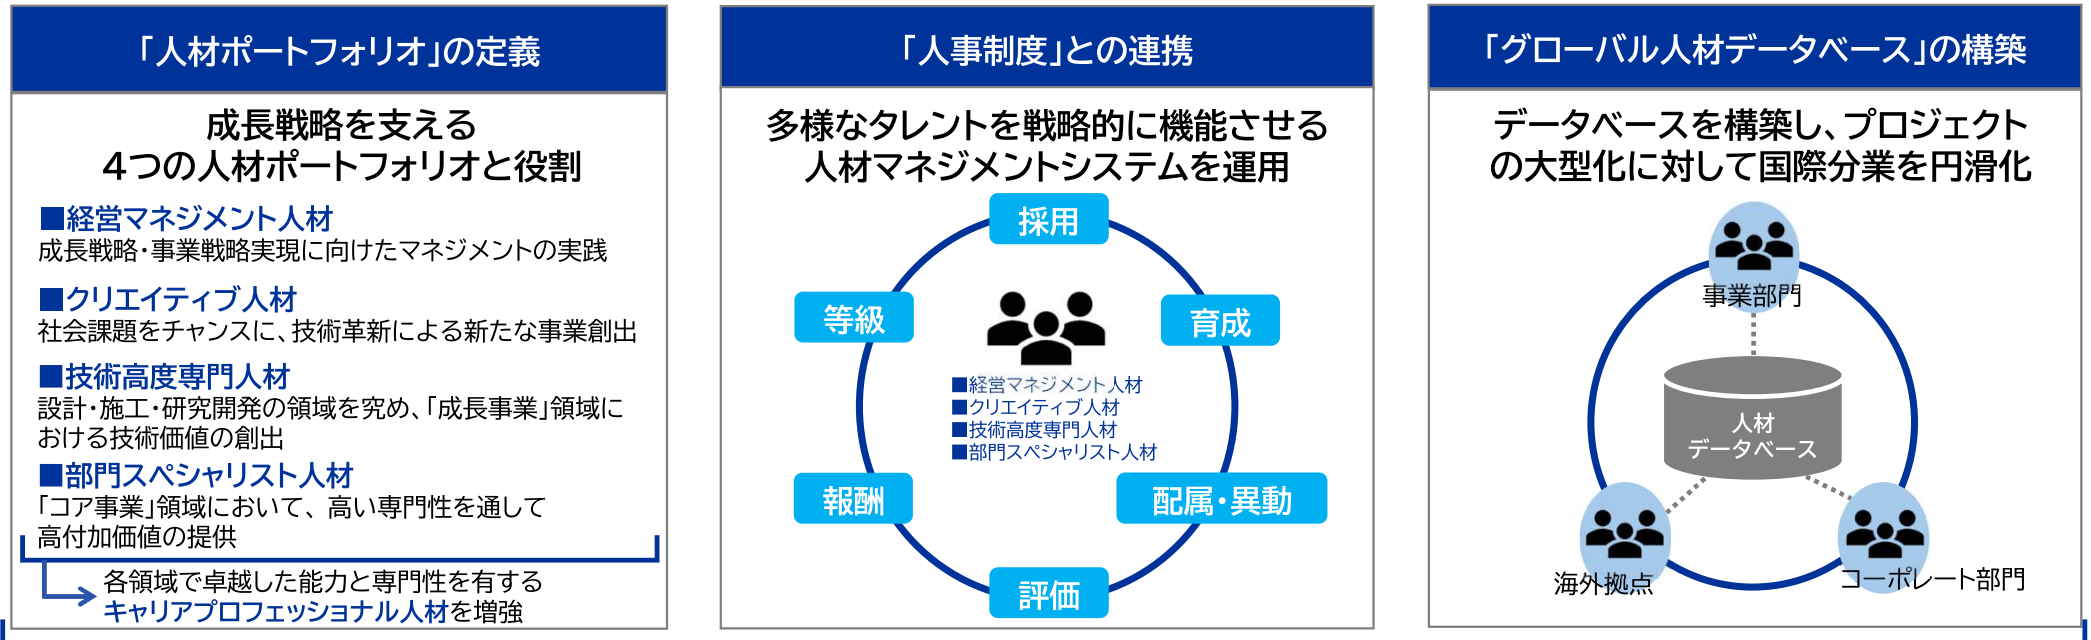 「人材ポートフォリオ」の定義
成長戦略を支える
4つの人材ポートフォリオと役割
■経営マネジメント人材
成長戦略・事業戦略実現に向けたマネジメントの実践
■クリエイティブ人材
社会課題をチャンスに、技術革新による新たな事業創出
■技術高度専門人材
設計・施工・研究開発の領域を究め、「成長事業」領域に
おける技術価値の創出
■部門スペシャリスト人材
「コア事業」領域において、高い専門性を通して
高付加価値の提供
各領域で卓越した能力と専門性を有する
キャリアプロフェッショナル人材を増強
「人事制度」との連携
多様なタレントを戦略的に機能させる
人材マネジメントシステムを運用
採用
等級
育成
■経営マネジメント人材
■クリエイティブ人材
■技術高度専門人材
■部門スペシャリスト人材
報酬
配属・異動
評価
「グローバル人材データベース」の構築
データベースを構築し、プロジェクト
の大型化に対して国際分業を円滑化
事業部門
人材
データベース
海外拠点
コーポレート部門